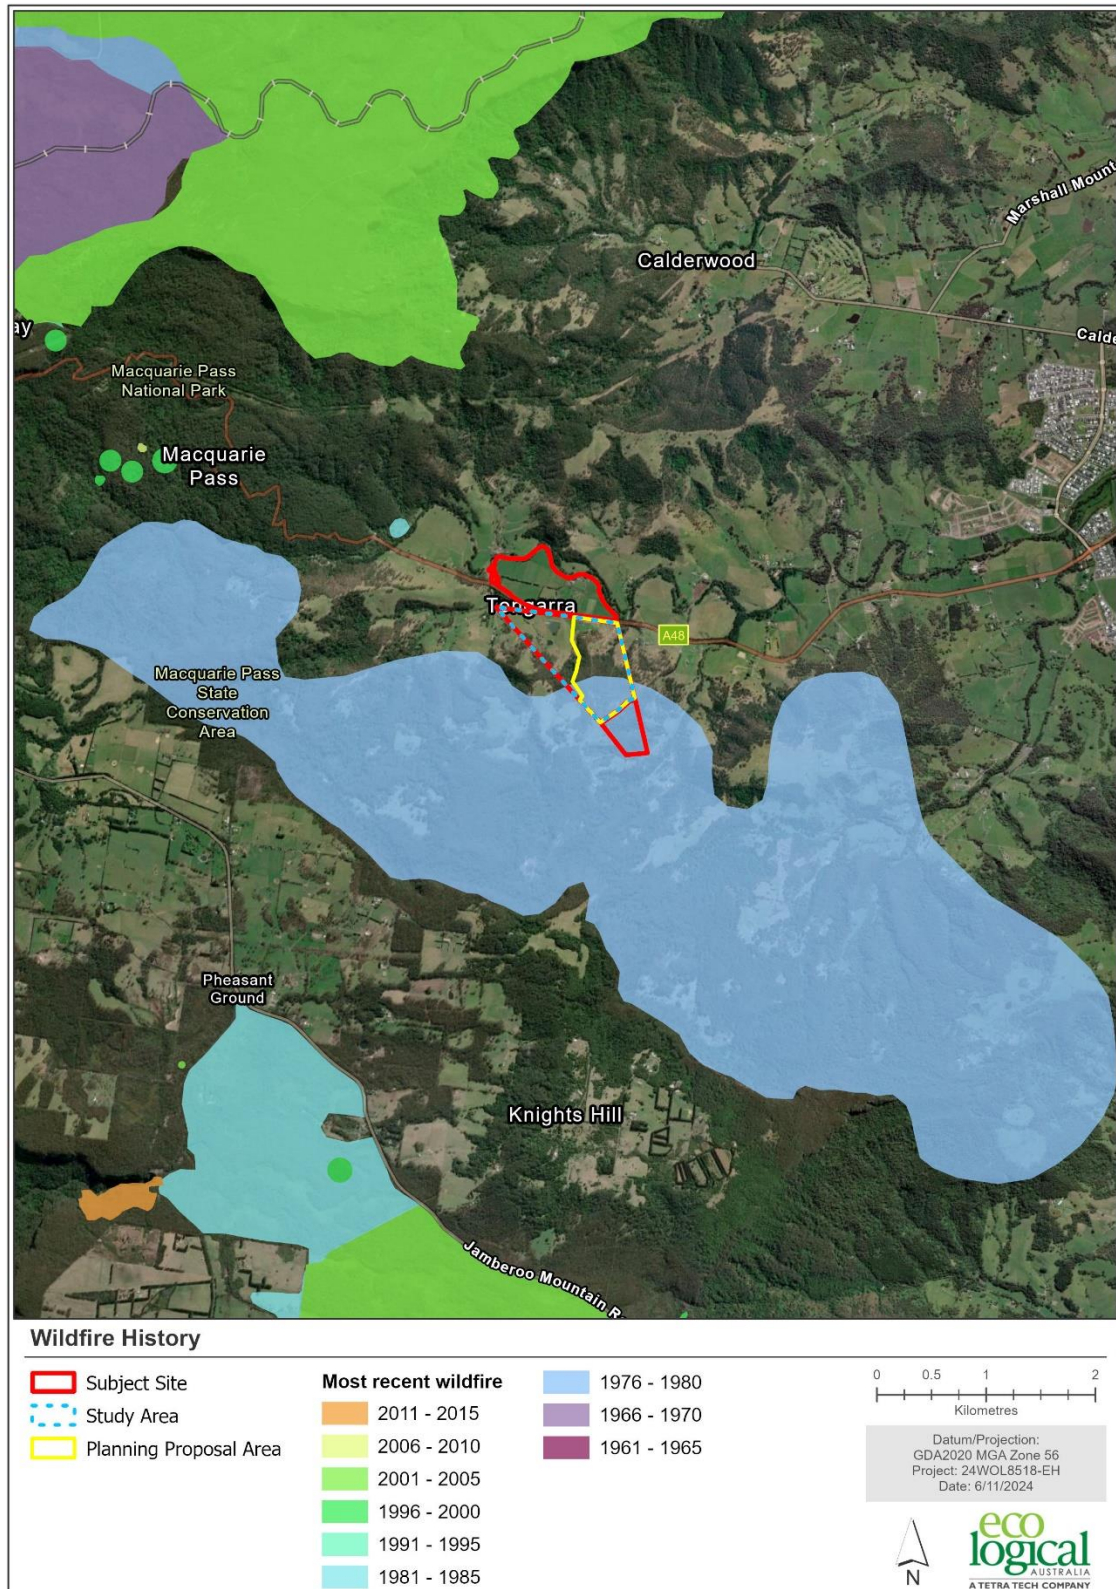 Marshall Mount
Calderwood
Calde
ay
Macquarie Pass
National Park
Macquarie
Pass
Tongarra
A48
Macquarie Pass
State
Conservation
Area
Pheasant
Ground
Knights Hill
Jamberoo Mountain R
Wildfire History
Subject Site
Study Area
Planning Proposal Area
Most recent wildfire
2011 - 2015
2006 - 2010
2001 - 2005
1996 - 2000
1991 - 1995
1981 - 1985
1976 - 1980
1966 - 1970
1961 - 1965
0 0.5 1 2
Kilometres
Datum/Projection:
GDA2020 MGA Zone 56
Project: 24WOL8518-EH
Date: 6/11/2024
N
eco
logical
AUSTRALIA
A TETRA TECH COMPANY